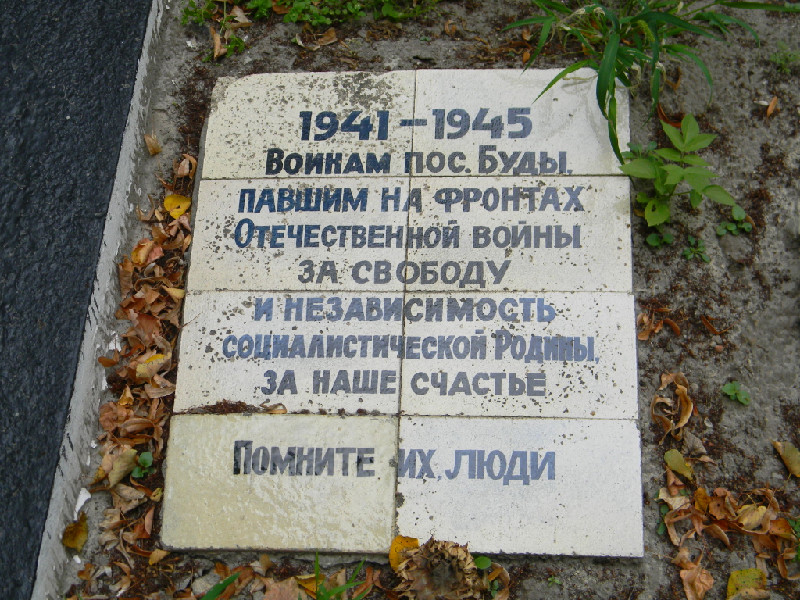 1941–1945
Воинам пос. Буды,
павшим на фронтах
Отечественной войны
за свободу
и независимость
социалистической Родины
за наше счастье
Помните их, люди